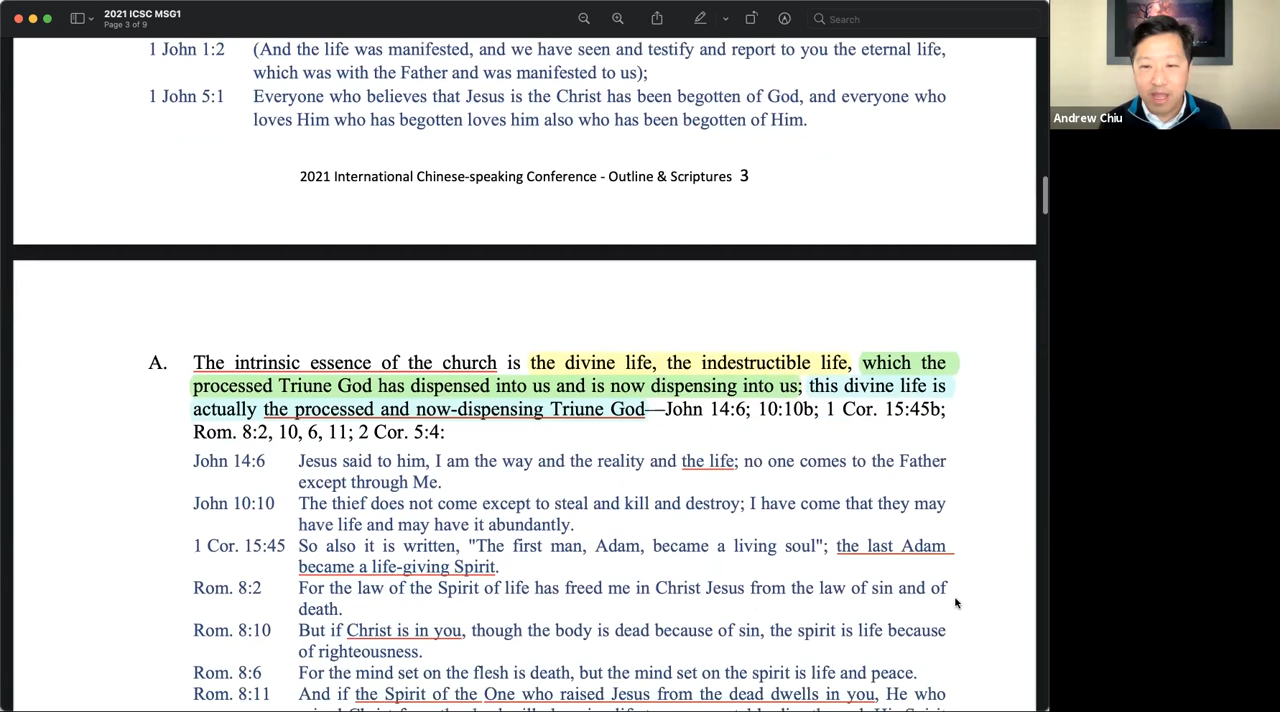 2021 ICSC MSG1
Page 3 of 9
Search
1 John 1:2 (And the life was manifested, and we have seen and testify and report to you the eternal life,
which was with the Father and was manifested to us);
1 John 5:1 Everyone who believes that Jesus is the Christ has been begotten of God, and everyone who
loves Him who has begotten loves him also who has been begotten of Him.
Andrew Chiu
2021 International Chinese-speaking Conference - Outline & Scriptures 3
A. The intrinsic essence of the church is the divine life, the indestructible life, which the
processed Triune God has dispensed into us and is now dispensing into us; this divine life is
actually the processed and now-dispensing Triune God—John 14:6; 10:10b; 1 Cor. 15:45b;
Rom. 8:2, 10, 6, 11; 2 Cor. 5:4:
John 14:6 Jesus said to him, I am the way and the reality and the life; no one comes to the Father
except through Me.
John 10:10 The thief does not come except to steal and kill and destroy; I have come that they may
have life and may have it abundantly.
1 Cor. 15:45 So also it is written, "The first man, Adam, became a living soul"; the last Adam
became a life-giving Spirit.
Rom. 8:2 For the law of the Spirit of life has freed me in Christ Jesus from the law of sin and of
death.
Rom. 8:10 But if Christ is in you, though the body is dead because of sin, the spirit is life because
of righteousness.
Rom. 8:6 For the mind set on the flesh is death, but the mind set on the spirit is life and peace.
Rom. 8:11 And if the Spirit of the One who raised Jesus from the dead dwells in you, He who